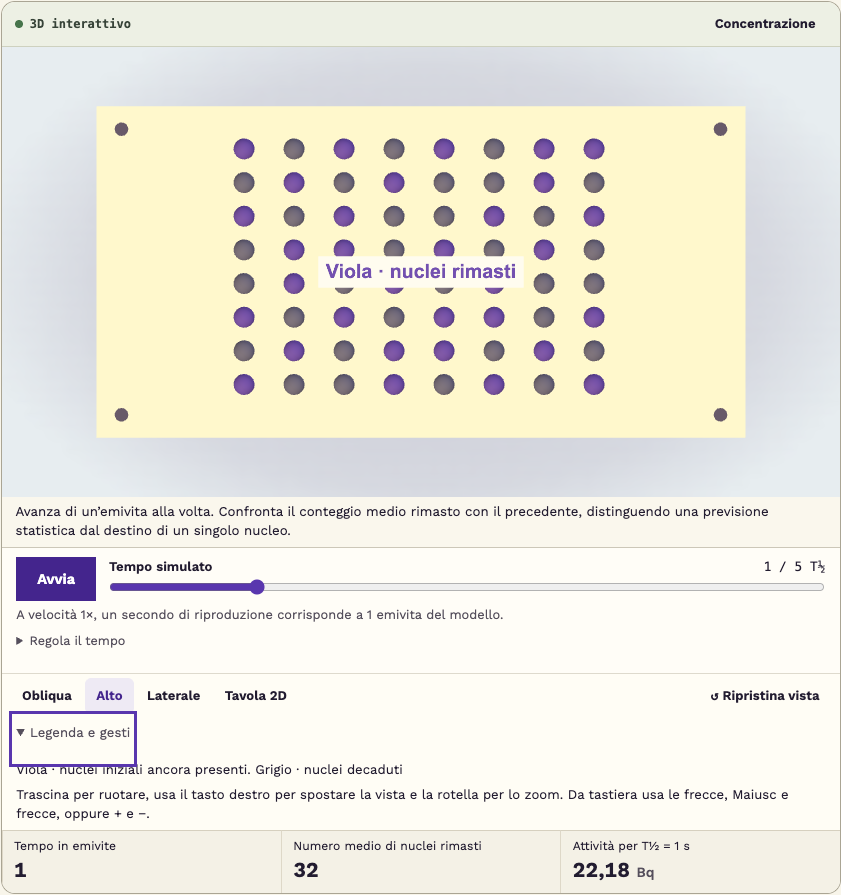 3D interattivo
Concentrazione
Viola · nuclei rimasti
Avanza di un’emivita alla volta. Confronta il conteggio medio rimasto con il precedente, distinguendo una previsione
statistica dal destino di un singolo nucleo.
Avvia
Tempo simulato
1 / 5 T½
A velocità 1×, un secondo di riproduzione corrisponde a 1 emivita del modello.
▶ Regola il tempo
Obliqua
Alto
Laterale
Tavola 2D
↺ Ripristina vista
▼ Legenda e gesti
Viola · nuclei iniziali ancora presenti. Grigio · nuclei decaduti
Trascina per ruotare, usa il tasto destro per spostare la vista e la rotella per lo zoom. Da tastiera usa le frecce, Maiusc e
frecce, oppure + e −.
Tempo in emivite
1
Numero medio di nuclei rimasti
32
Attività per T½ = 1 s
22,18 Bq